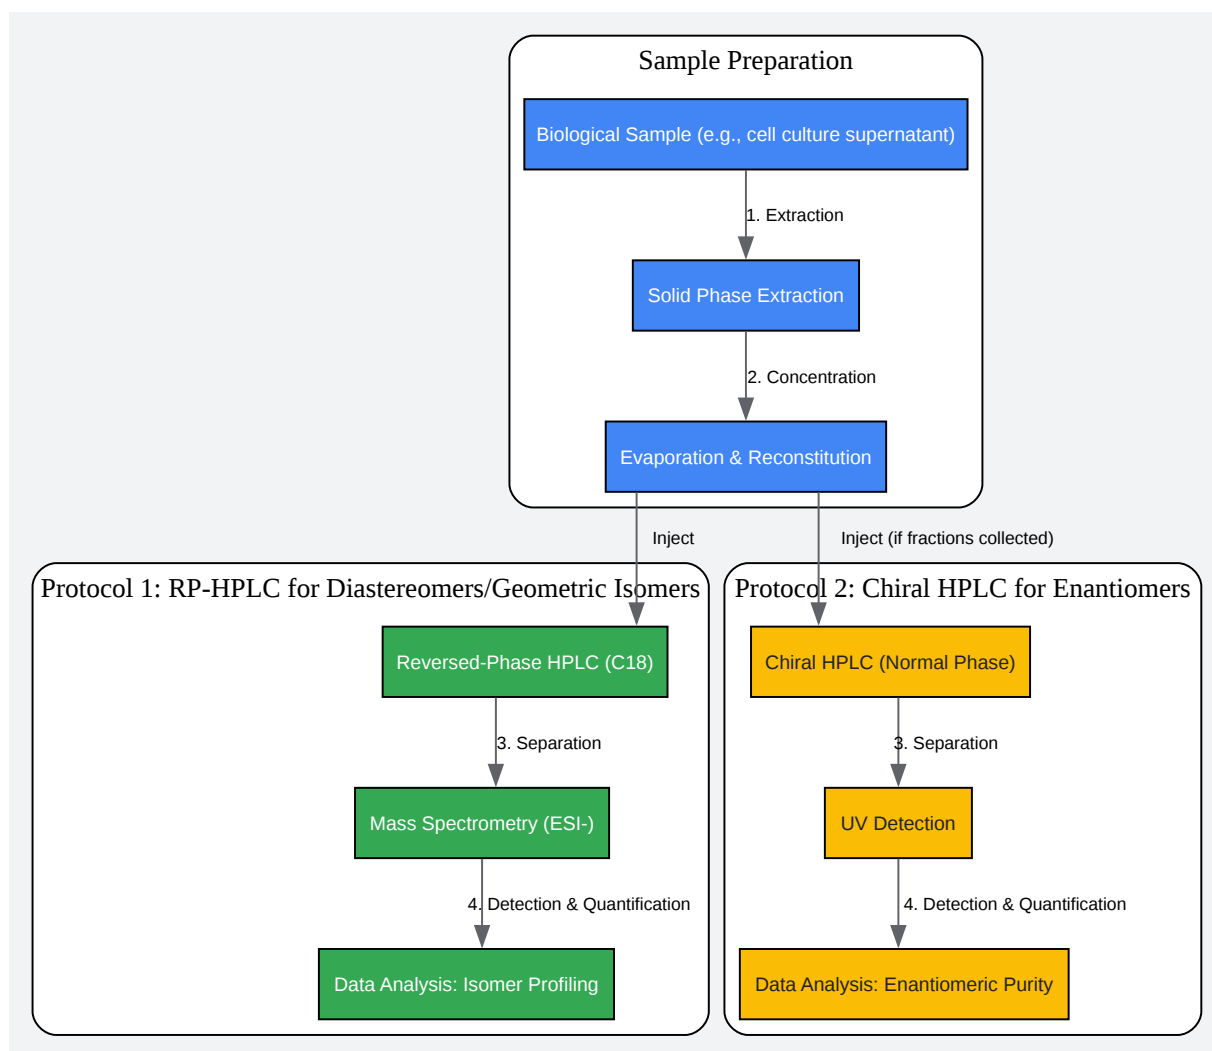 Sample Preparation
Biological Sample (e.g., cell culture supernatant)
1. Extraction
Solid Phase Extraction
2. Concentration
Evaporation & Reconstitution
Inject
Inject (if fractions collected)
Protocol 1: RP-HPLC for Diastereomers/Geometric Isomers
Reversed-Phase HPLC (C18)
3. Separation
Mass Spectrometry (ESI-)
4. Detection & Quantification
Data Analysis: Isomer Profiling
Protocol 2: Chiral HPLC for Enantiomers
Chiral HPLC (Normal Phase)
3. Separation
UV Detection
4. Detection & Quantification
Data Analysis: Enantiomeric Purity